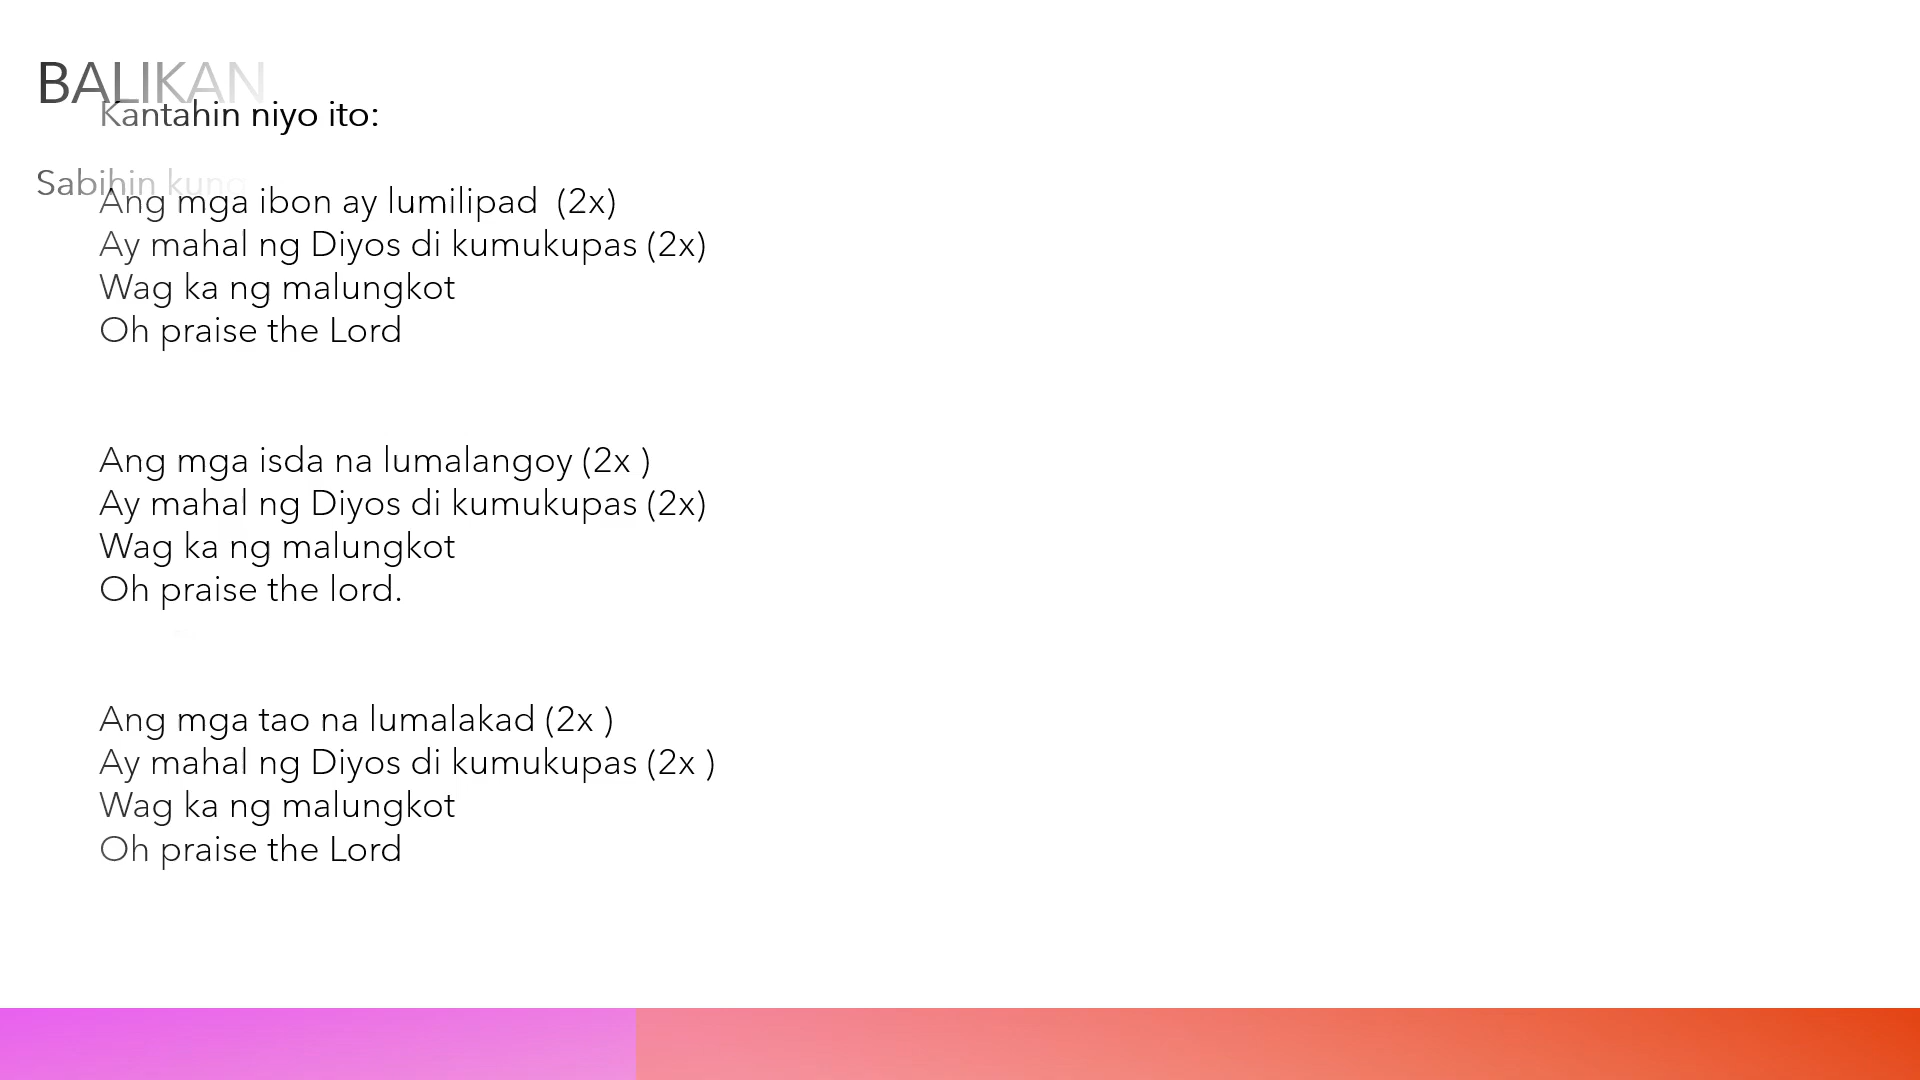 BALIKAN
Kantahin niyo ito:
Sabihin kung
Ang mga ibon ay lumilipad (2x)
Ay mahal ng Diyos di kumukupas (2x)
Wag ka ng malungkot
Oh praise the Lord
Ang mga isda na lumalangoy (2x )
Ay mahal ng Diyos di kumukupas (2x)
Wag ka ng malungkot
Oh praise the lord.
Ang mga tao na lumalakad (2x )
Ay mahal ng Diyos di kumukupas (2x )
Wag ka ng malungkot
Oh praise the Lord